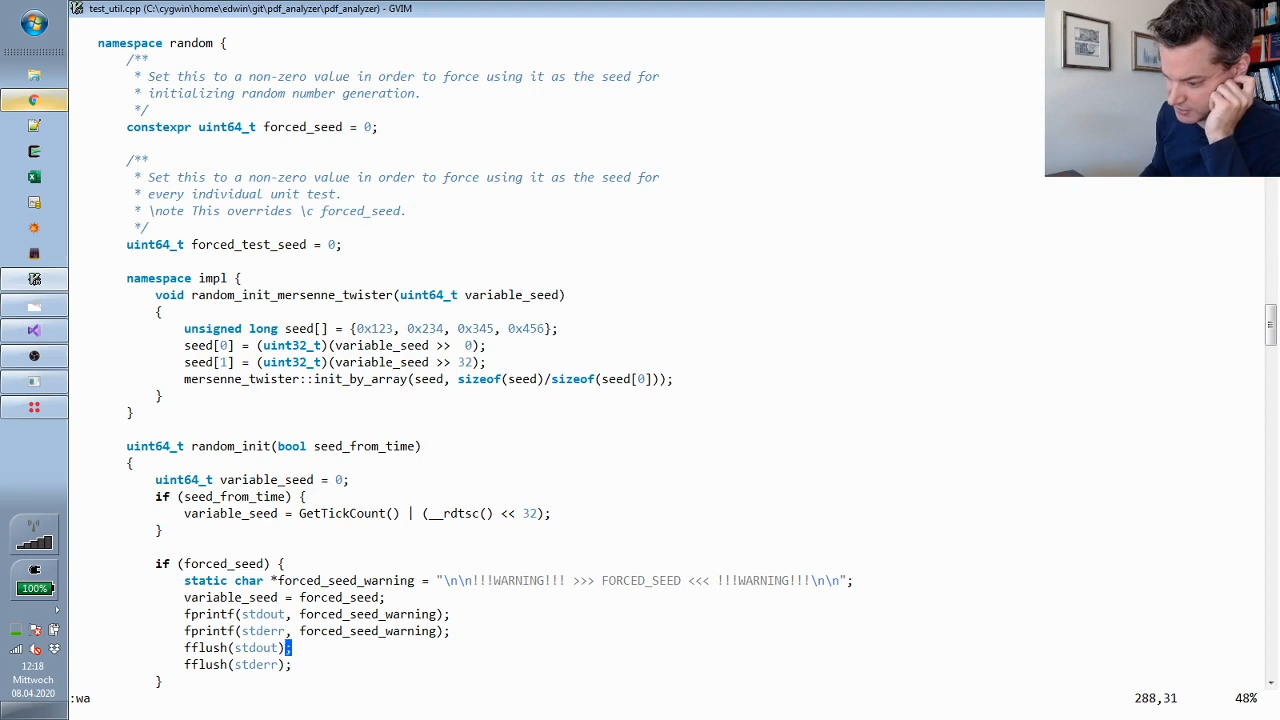 test_util.cpp (C:\cygwin\home\edwin\git\pdf_analyzer\pdf_analyzer) - GVIM
namespace random {
/**
* Set this to a non-zero value in order to force using it as the seed for
* initializing random number generation.
*/
constexpr uint64_t forced_seed = 0;
/**
* Set this to a non-zero value in order to force using it as the seed for
* every individual unit test.
* \note This overrides \c forced_seed.
*/
uint64_t forced_test_seed = 0;
namespace impl {
void random_init_mersenne_twister(uint64_t variable_seed)
{
unsigned long seed[] = {0x123, 0x234, 0x345, 0x456};
seed[0] = (uint32_t)(variable_seed >>  0);
seed[1] = (uint32_t)(variable_seed >> 32);
mersenne_twister::init_by_array(seed, sizeof(seed)/sizeof(seed[0]));
}
}
uint64_t random_init(bool seed_from_time)
{
uint64_t variable_seed = 0;
if (seed_from_time) {
variable_seed = GetTickCount() | (__rdtsc() << 32);
}
if (forced_seed) {
static char *forced_seed_warning = "\n\n!!!WARNING!!! >>> FORCED_SEED <<< !!!WARNING!!!\n\n";
variable_seed = forced_seed;
fprintf(stdout, forced_seed_warning);
fprintf(stderr, forced_seed_warning);
fflush(stdout);
fflush(stderr);
}
:wa
288,31
48%
100%
12:18
Mittwoch
08.04.2020